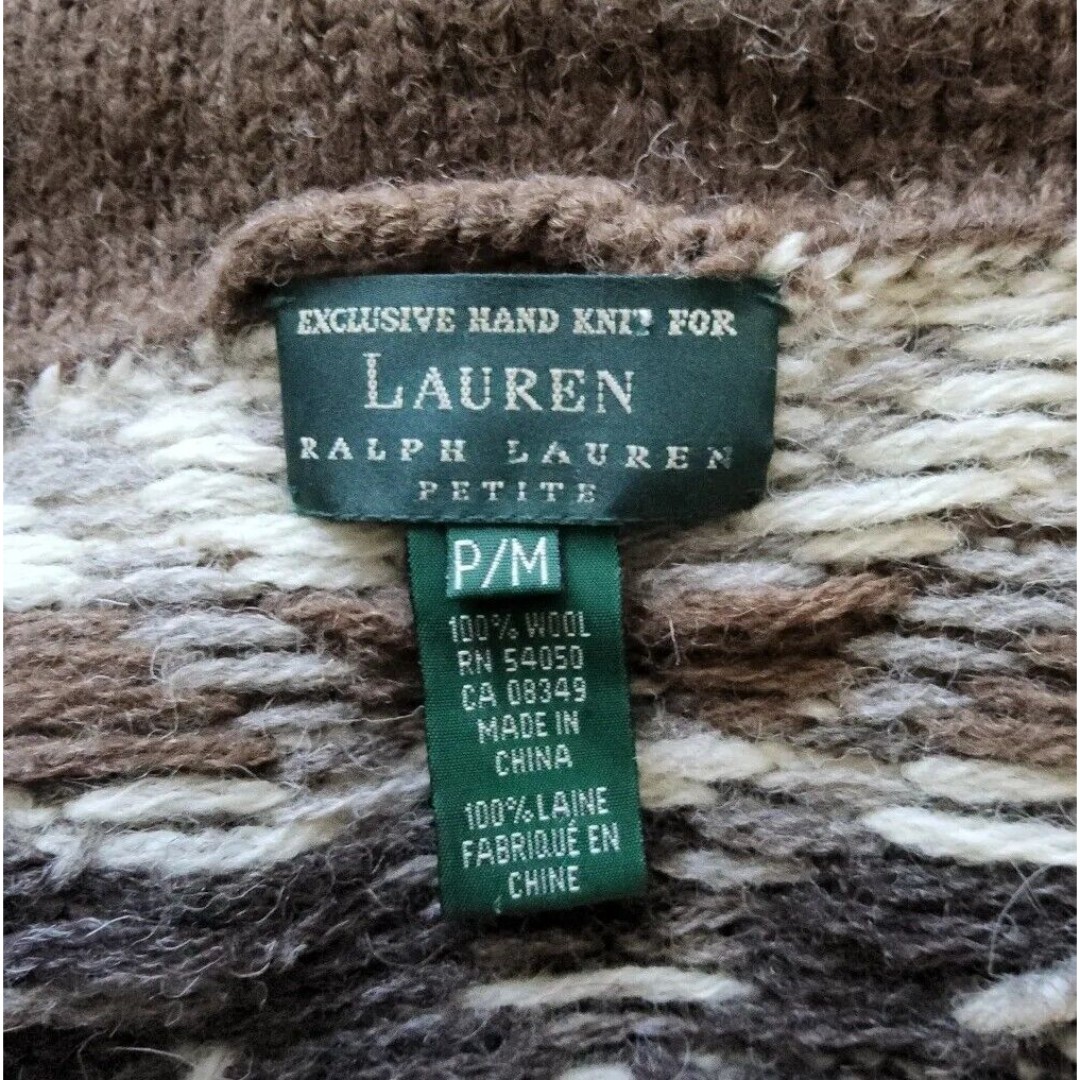 EXCLUSIVE HAND KNIT FOR
LAUREN
RALPH LAUREN
PETITE
P/M
100% WOOL
RN 54050
CA 08349
MADE IN
CHINA
100% LAINE
FABRIQUÉ EN
CHINE